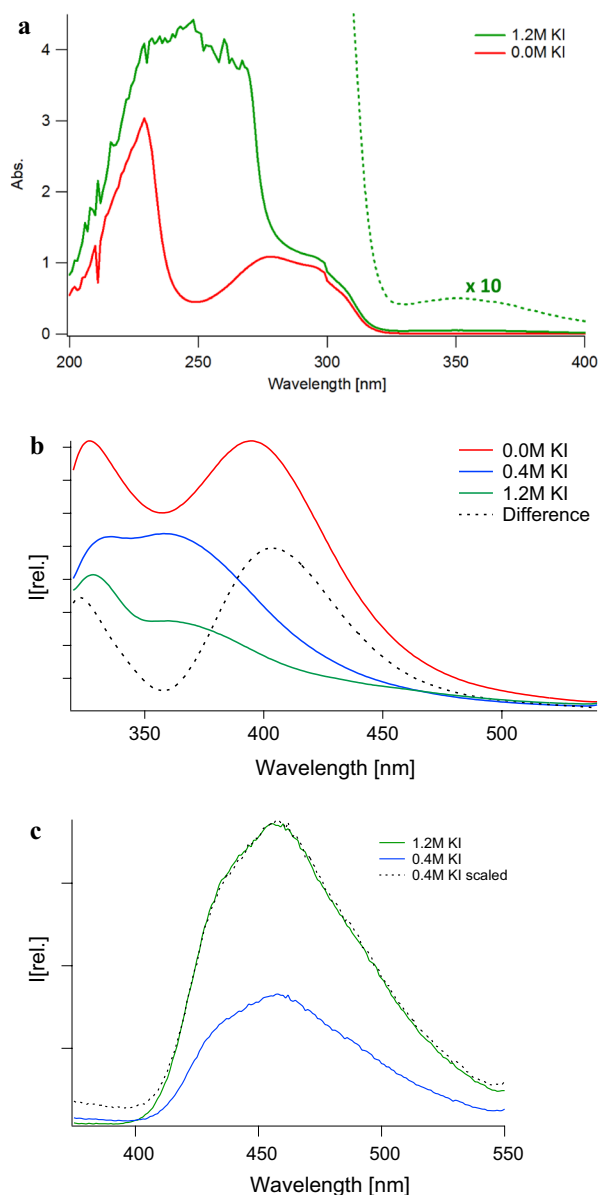 a
1.2M KI
0.0M KI
4
3
2
1
0
Abs.
x 10
200
250
300
350
400
Wavelength [nm]
b
0.0M KI
0.4M KI
1.2M KI
Difference
I[rel.]
350
400
450
500
Wavelength [nm]
c
1.2M KI
0.4M KI
0.4M KI scaled
I[rel.]
400
450
500
550
Wavelength [nm]